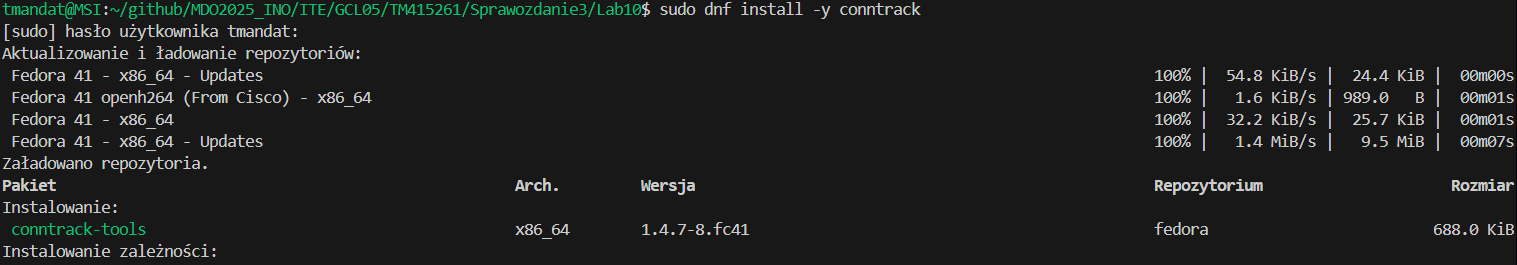 tmandat@MSI:~/github/MDO2025_INO/ITE/GCL05/TM415261/Sprawozdanie3/Lab10$ sudo dnf install -y conntrack
[sudo] hasło użytkownika tmandat:
Aktualizowanie i ładowanie repozytoriów:
Fedora 41 - x86_64 - Updates 100% | 54.8 KiB/s | 24.4 KiB | 00m00s
Fedora 41 openh264 (From Cisco) - x86_64 100% | 1.6 KiB/s | 989.0 B | 00m01s
Fedora 41 - x86_64 100% | 32.2 KiB/s | 25.7 KiB | 00m01s
Fedora 41 - x86_64 - Updates 100% | 1.4 MiB/s | 9.5 MiB | 00m07s
Załadowano repozytoria.
Pakiet Arch. Wersja Repozytorium Rozmiar
Instalowanie:
conntrack-tools x86_64 1.4.7-8.fc41 fedora 688.0 KiB
Instalowanie zależności: